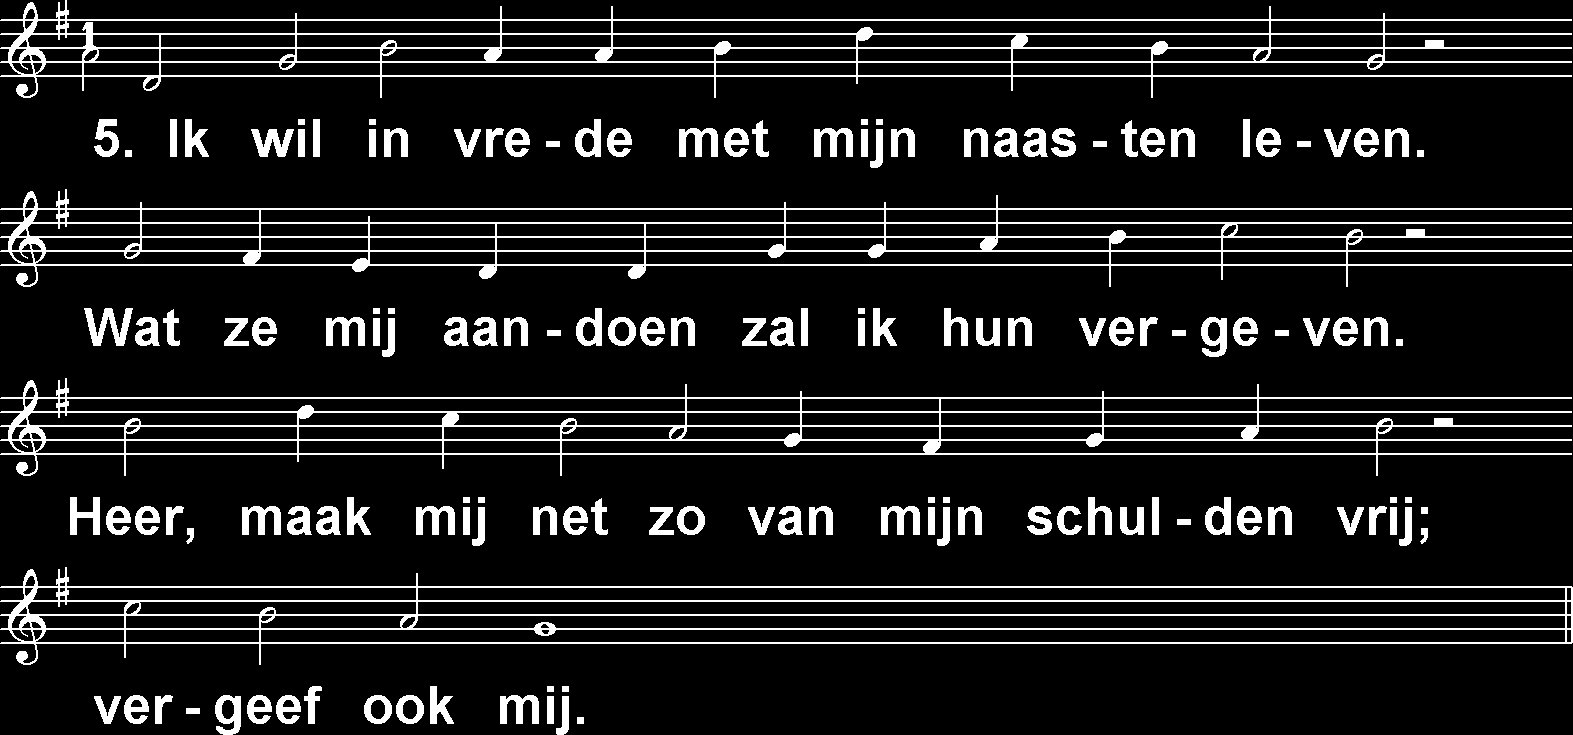 1
5. Ik wil in vre - de met mijn naas - ten le - ven.
Wat ze mij aan - doen zal ik hun ver - ge - ven.
Heer, maak mij net zo van mijn schul - den vrij;
ver - geef ook mij.